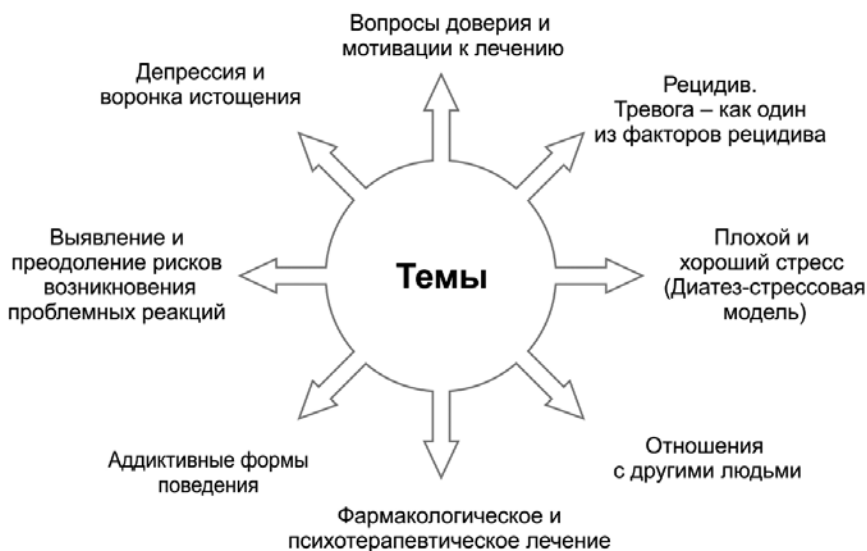 Вопросы доверия и
мотивации к лечению
Депрессия и
воронка истощения
Рецидив.
Тревога – как один
из факторов рецидива
Выявление и
преодоление рисков
возникновения
проблемных реакций
Темы
Плохой и
хороший стресс
(Диатез-стрессовая
модель)
Аддиктивные формы
поведения
Отношения
с другими людьми
Фармакологическое и
психотерапевтическое лечение